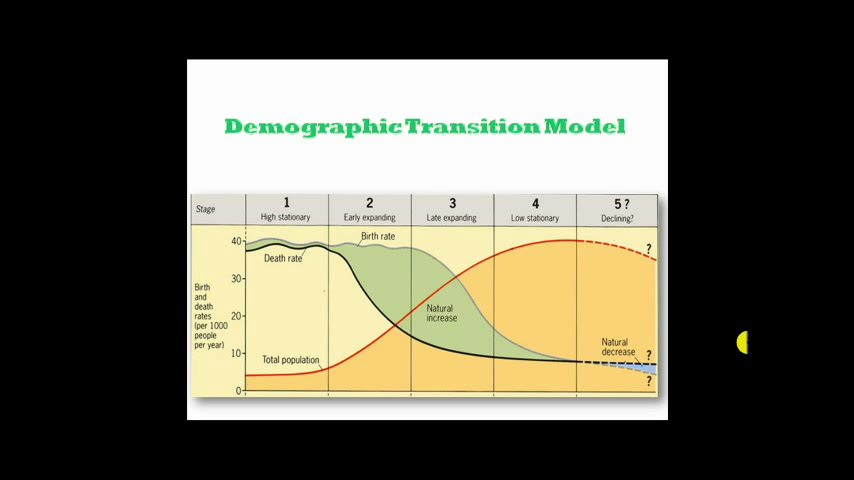 Demographic Transition Model
Stage
1
High stationary
2
Early expanding
3
Late expanding
4
Low stationary
5 ?
Declining?
Birth
and
death
rates
(per 1000
people
per year)
40
30
20
10
0
Birth rate
Death rate
Natural
increase
Total population
Natural
decrease
?
?
?